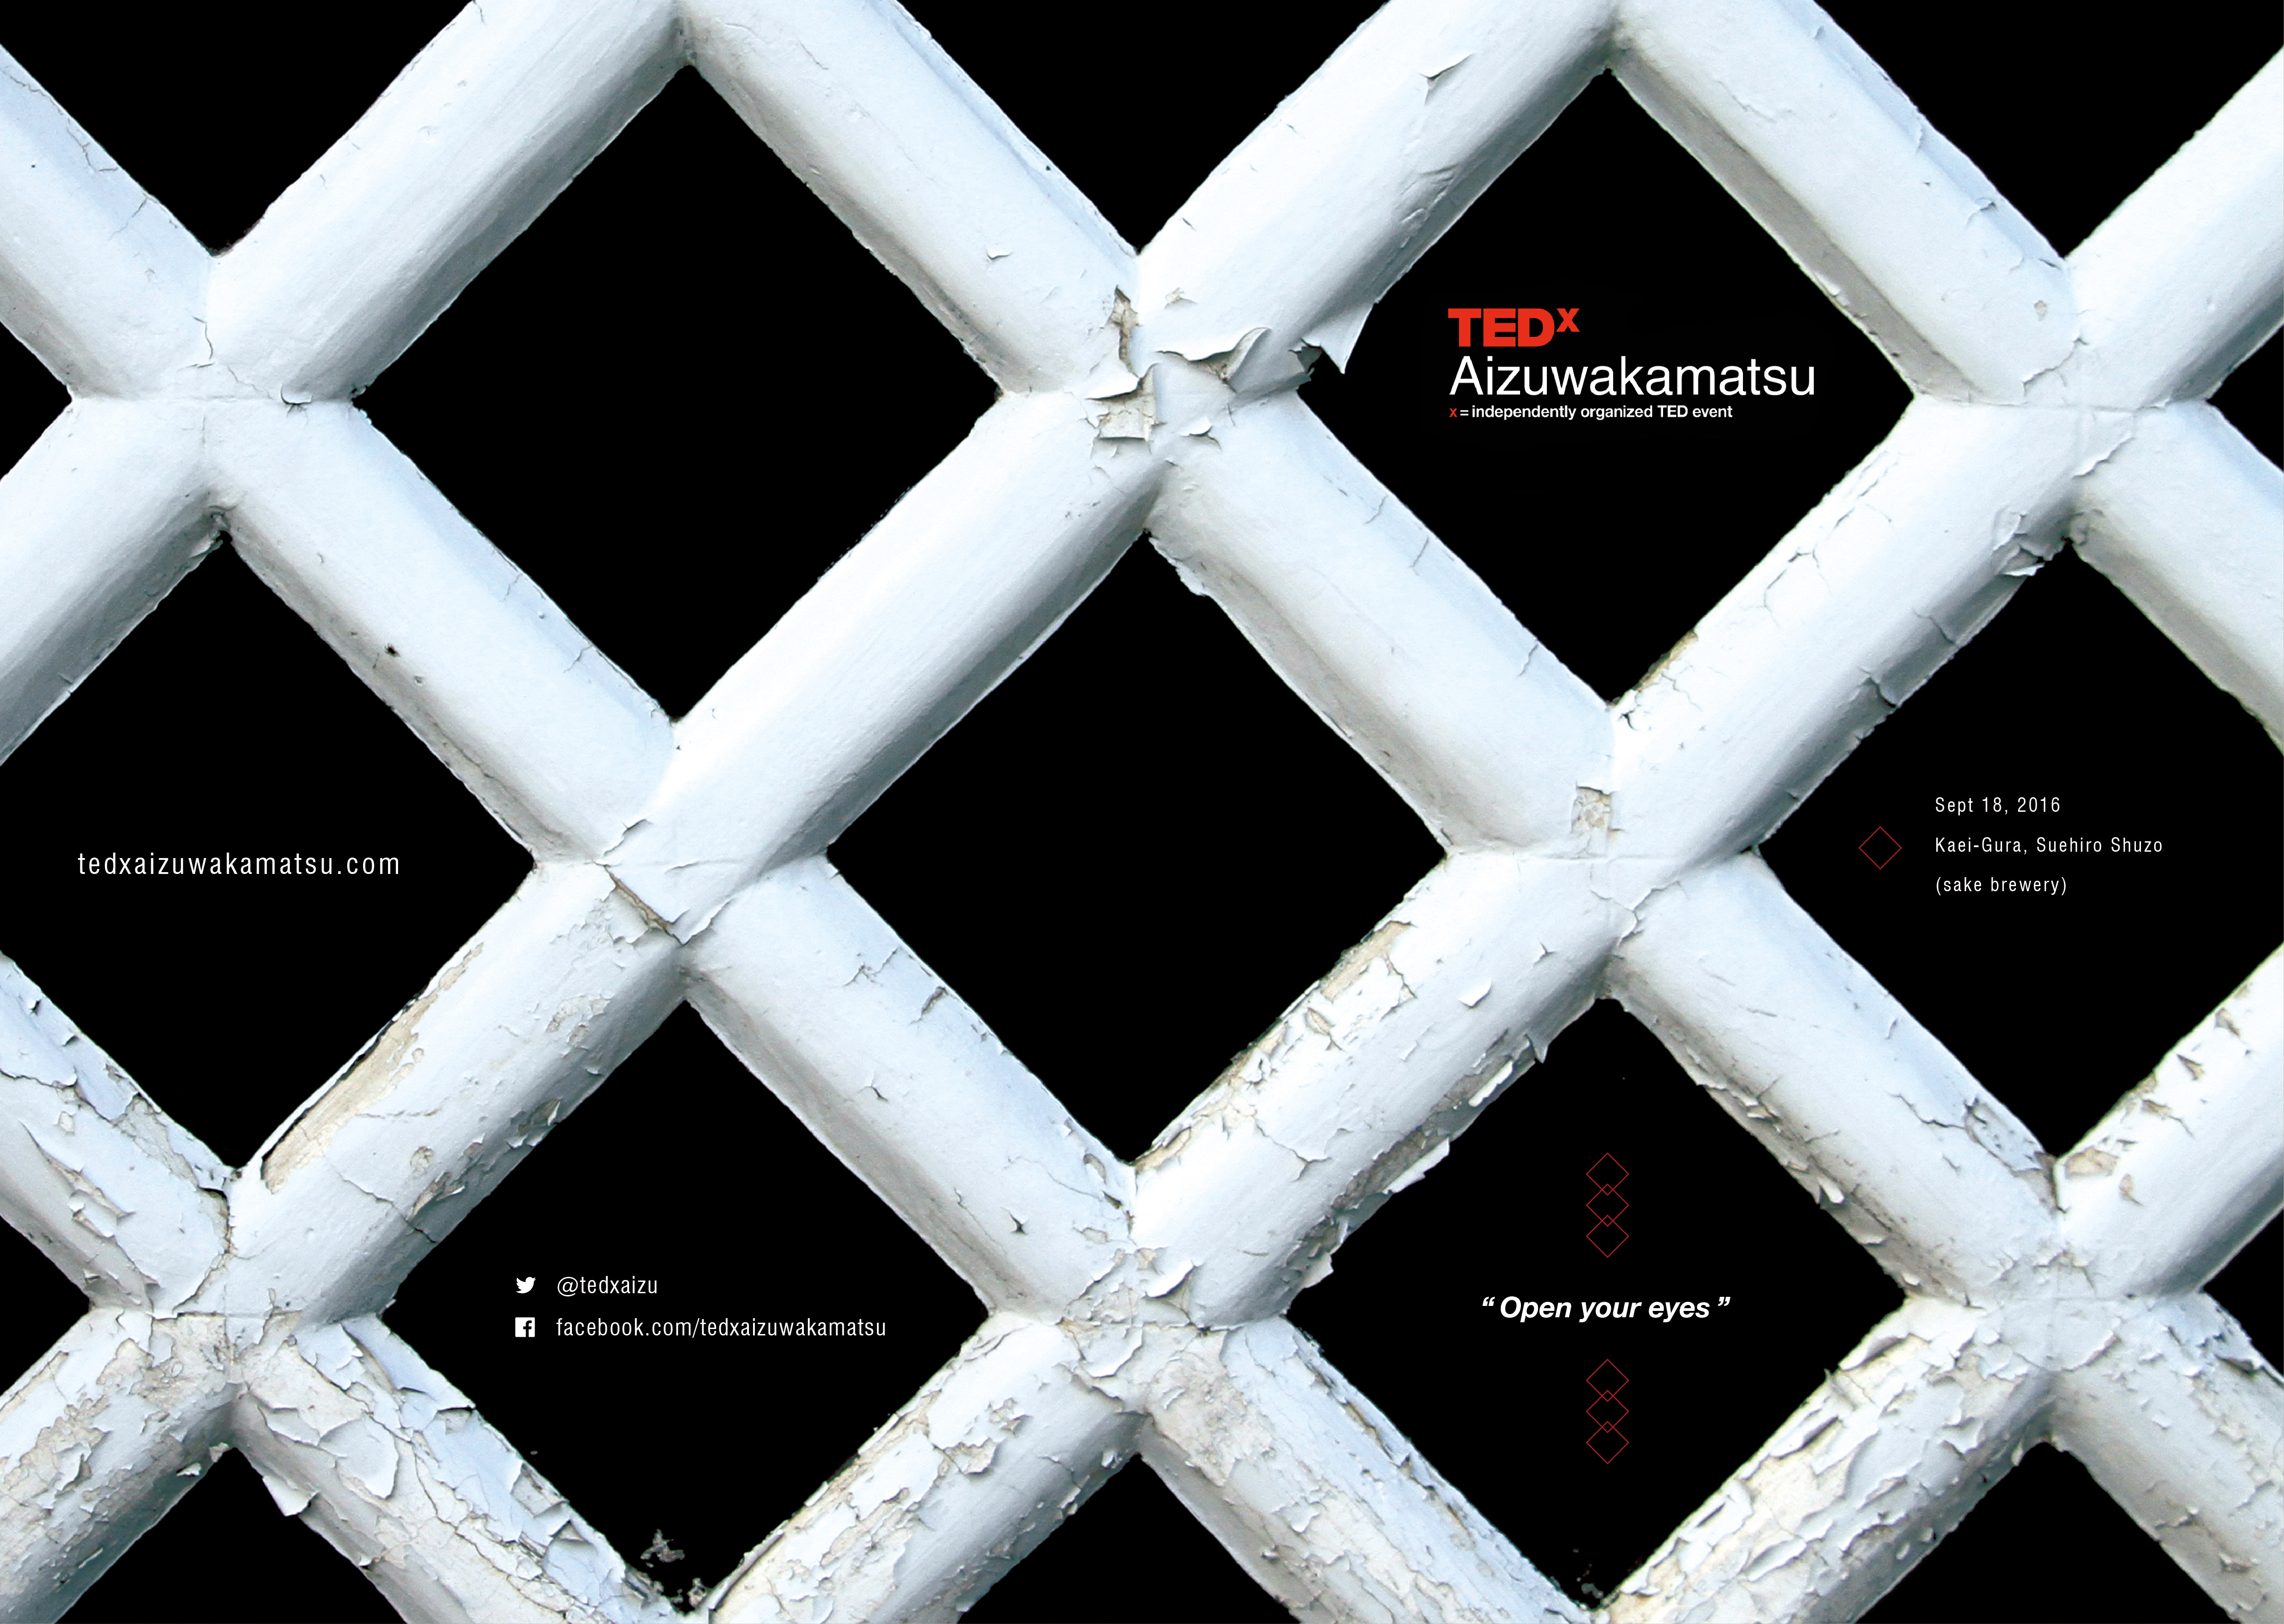 TEDx
Aizuwakamatsu
x = independently organized TED event
Sept 18, 2016
Kaei-Gura, Suehiro Shuzo
(sake brewery)
tedxaizuwakamatsu.com
@tedxaizu
facebook.com/tedxaizuwakamatsu
“ Open your eyes ”